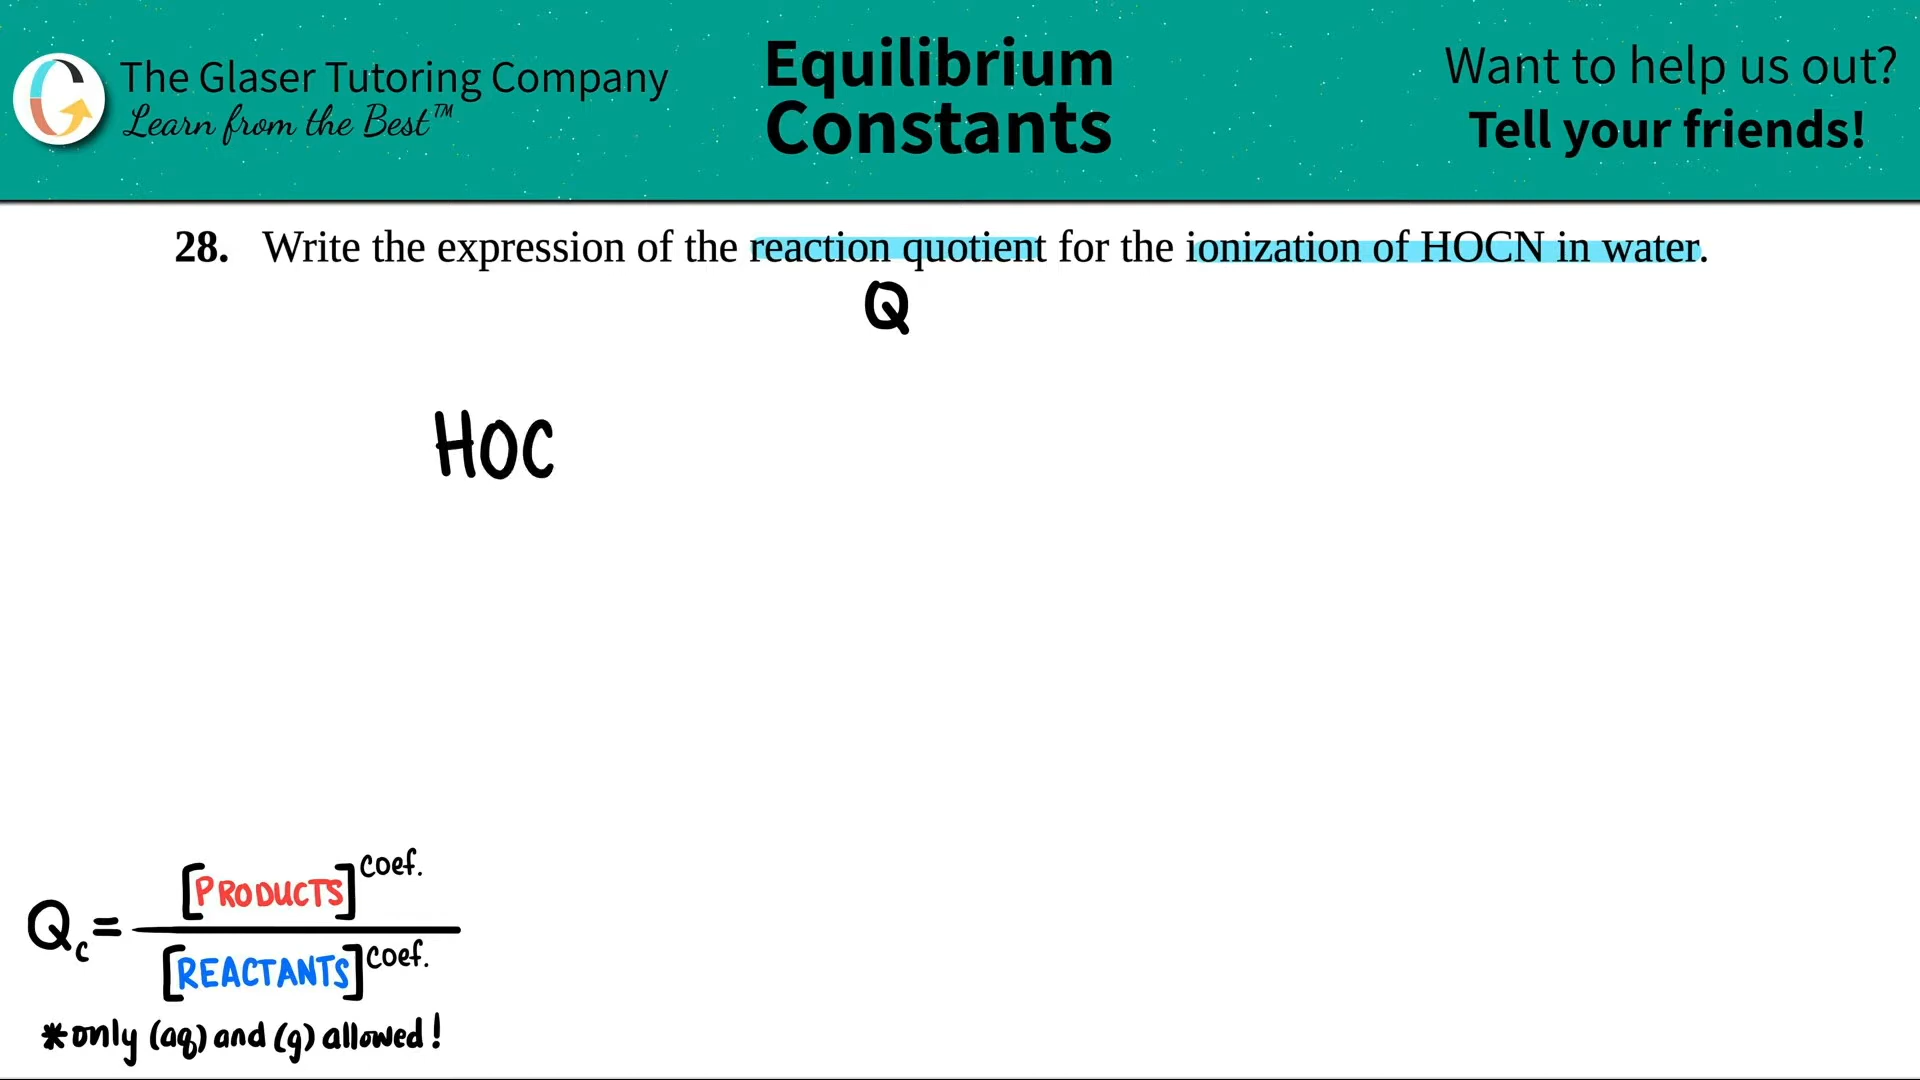 The Glaser Tutoring Company
Learn from the Best™
Equilibrium
Constants
Want to help us out?
Tell your friends!
28. Write the expression of the reaction quotient for the ionization of HOCN in water.
Q
HOC
[PRODUCTS]^coef.
Q_c =
[REACTANTS]^coef.
*only (aq) and (g) allowed!